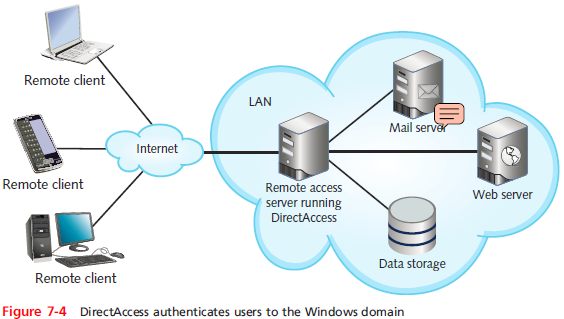 Remote client
LAN
Mail server
Internet
Remote client
Remote access
server running
DirectAccess
Web server
Data storage
Remote client
Figure 7-4 DirectAccess authenticates users to the Windows domain